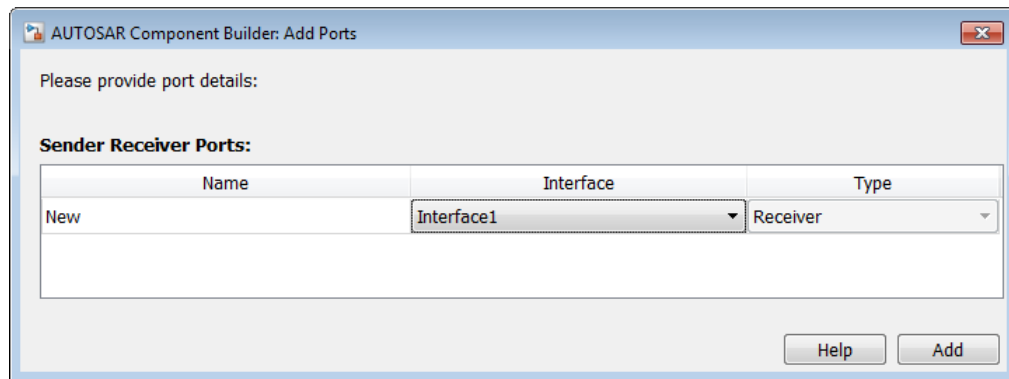 AUTOSAR Component Builder: Add Ports
Please provide port details:
Sender Receiver Ports:
Name Interface Type
New Interface1 Receiver
Help Add